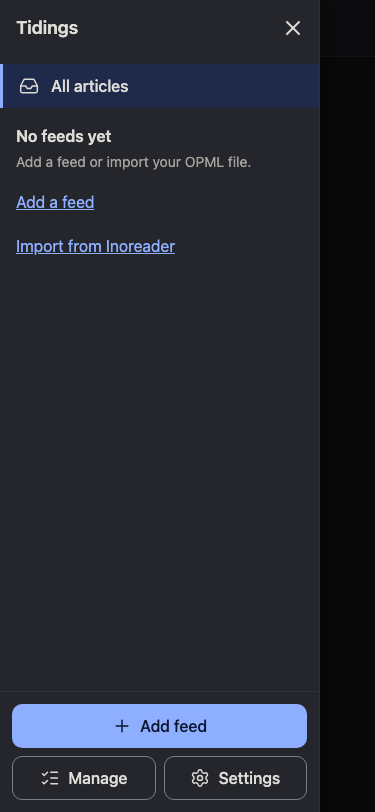 Tidings
All articles
No feeds yet
Add a feed or import your OPML file.
Add a feed
Import from Inoreader
Add feed
Manage
Settings